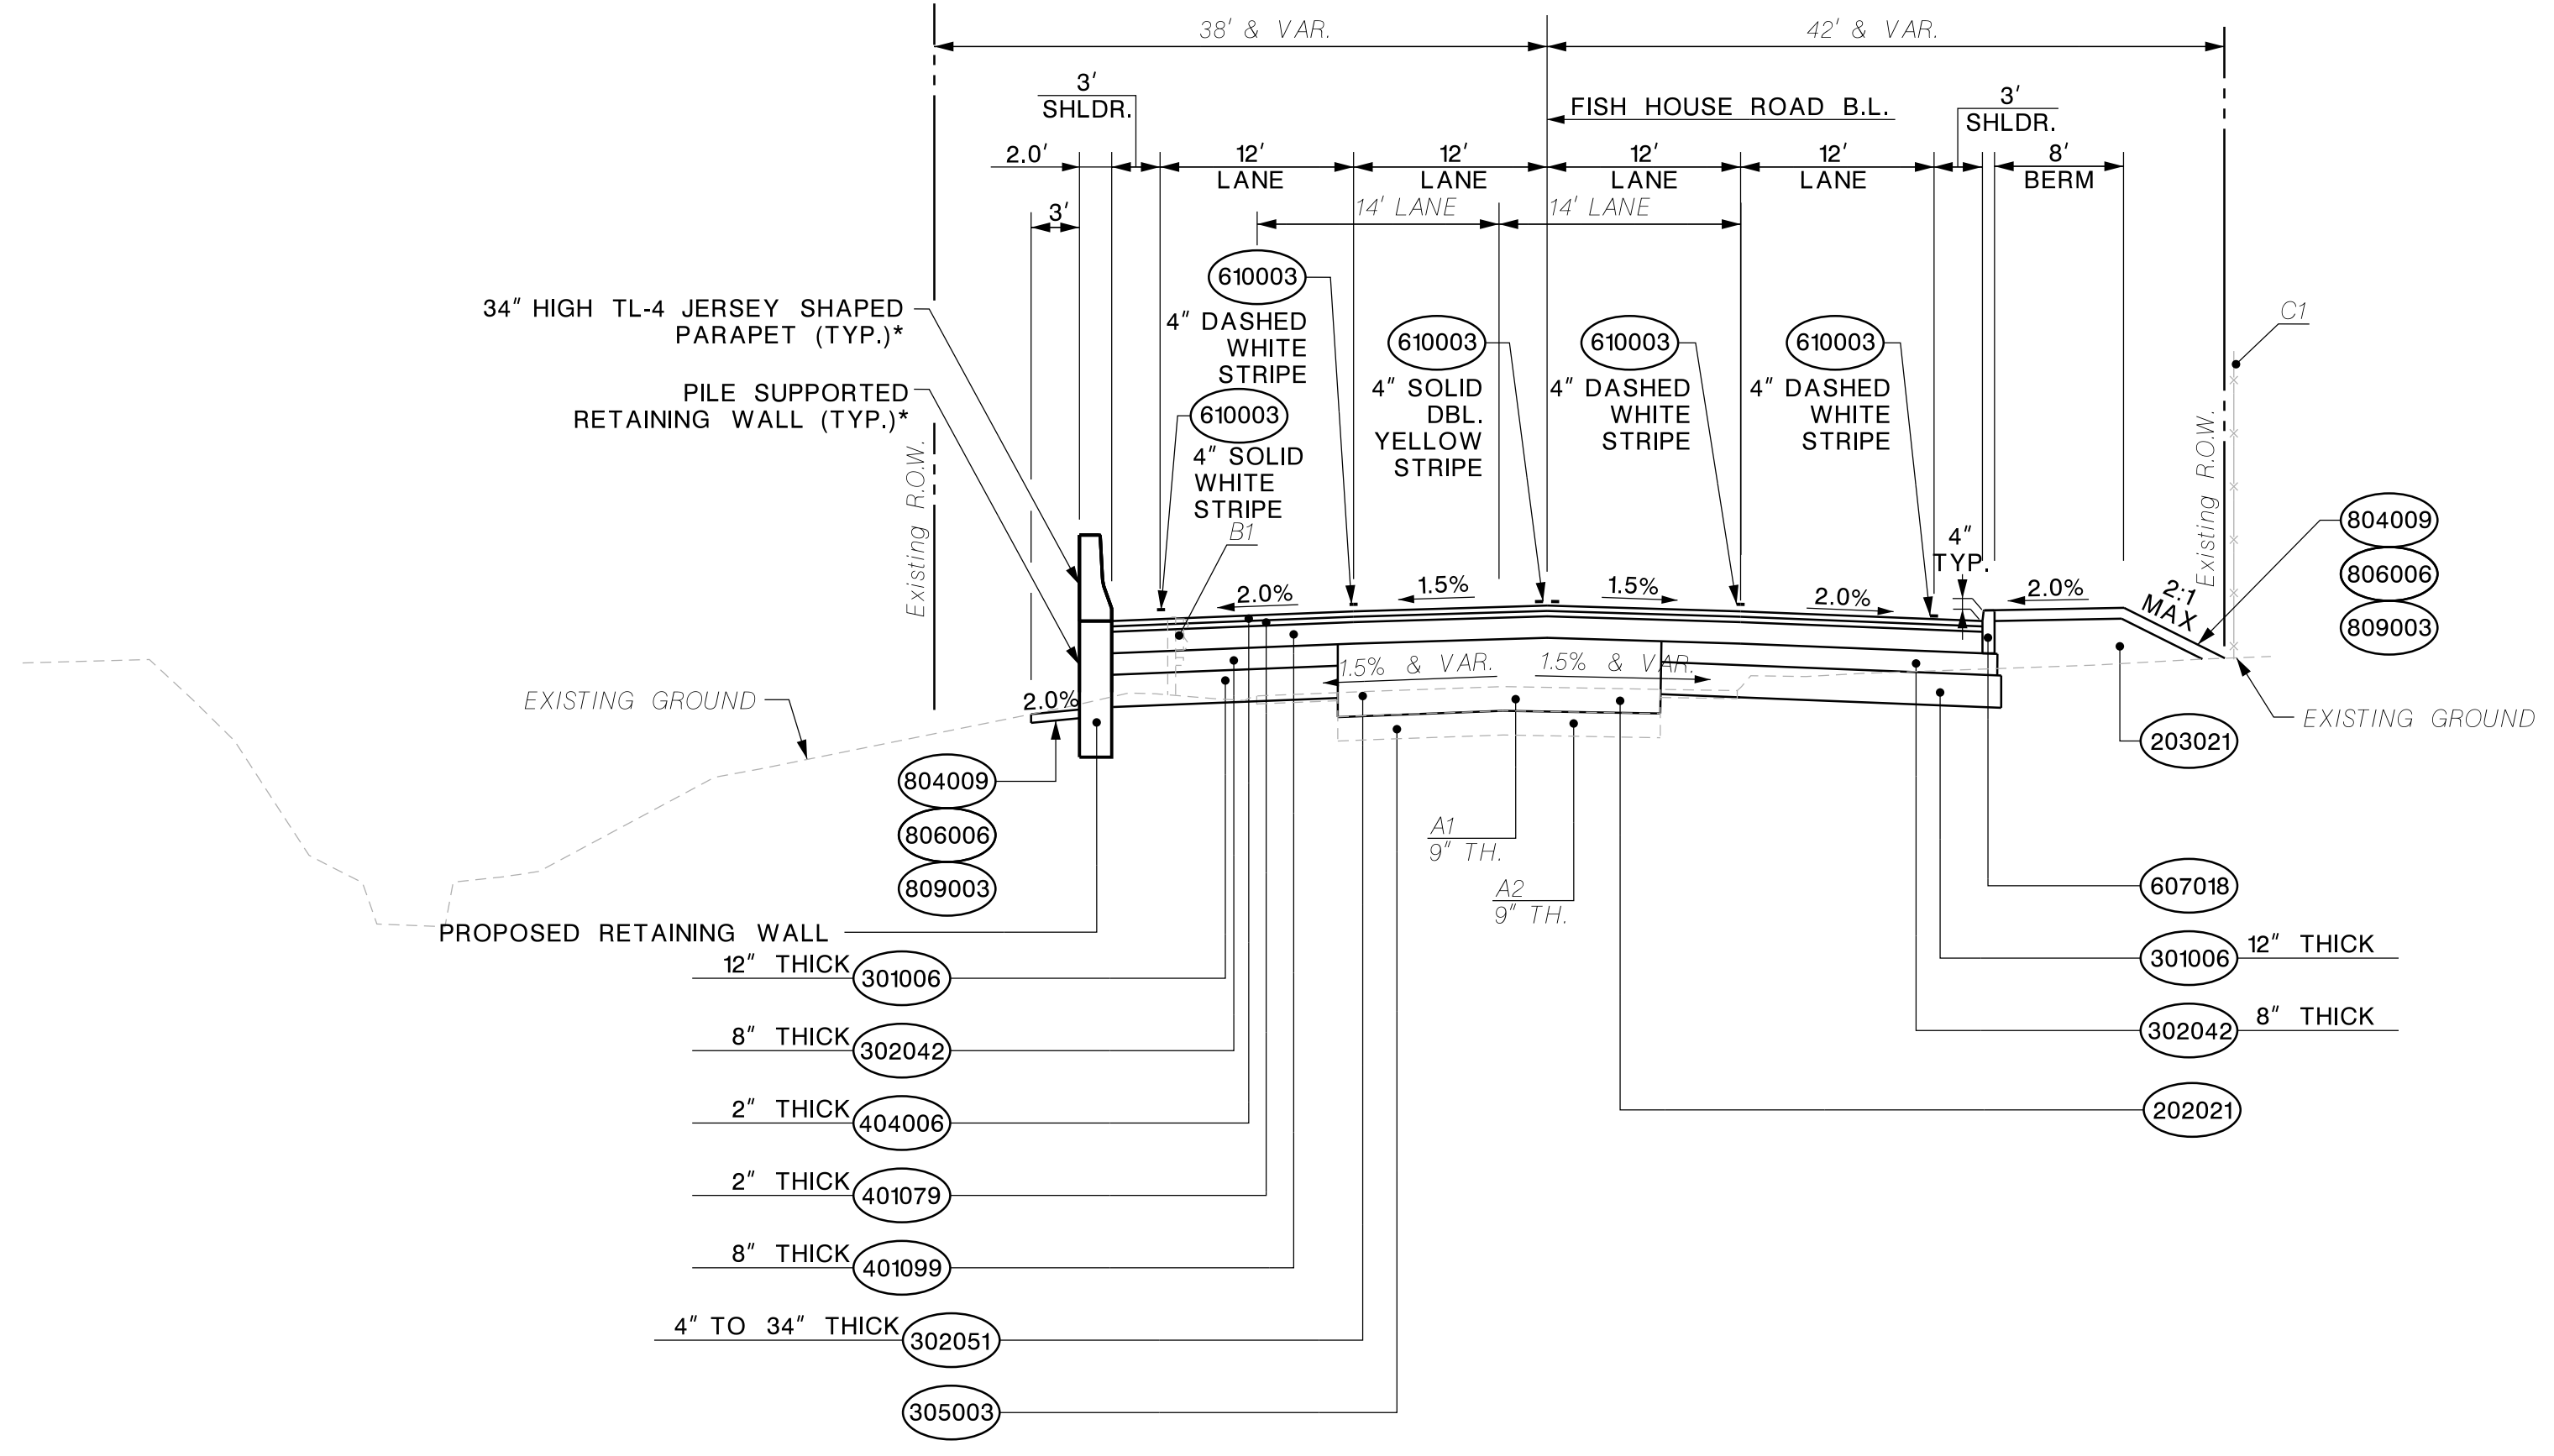 38' & VAR.
42' & VAR.
3'
SHLDR.
FISH HOUSE ROAD B.L.
3'
SHLDR.
2.0'
12'
LANE
12'
LANE
12'
LANE
12'
LANE
8'
BERM
3'
14' LANE
14' LANE
34" HIGH TL-4 JERSEY SHAPED
PARAPET (TYP.)*
PILE SUPPORTED
RETAINING WALL (TYP.)*
610003
4" DASHED
WHITE
STRIPE
610003
4" SOLID
WHITE
STRIPE
610003
4" SOLID
DBL.
YELLOW
STRIPE
610003
4" DASHED
WHITE
STRIPE
610003
4" DASHED
WHITE
STRIPE
C1
Existing R.O.W.
Existing R.O.W.
B1
4"
TYP.
2.0%
1.5%
1.5%
2.0%
2.0%
2:1
MAX
804009
806006
809003
1.5% & VAR.
1.5% & VAR.
2.0%
EXISTING GROUND
EXISTING GROUND
203021
804009
806006
809003
A1
9" TH.
A2
9" TH.
607018
PROPOSED RETAINING WALL
12" THICK
301006
301006
12" THICK
8" THICK
302042
302042
8" THICK
2" THICK
404006
202021
2" THICK
401079
8" THICK
401099
4" TO 34" THICK
302051
305003